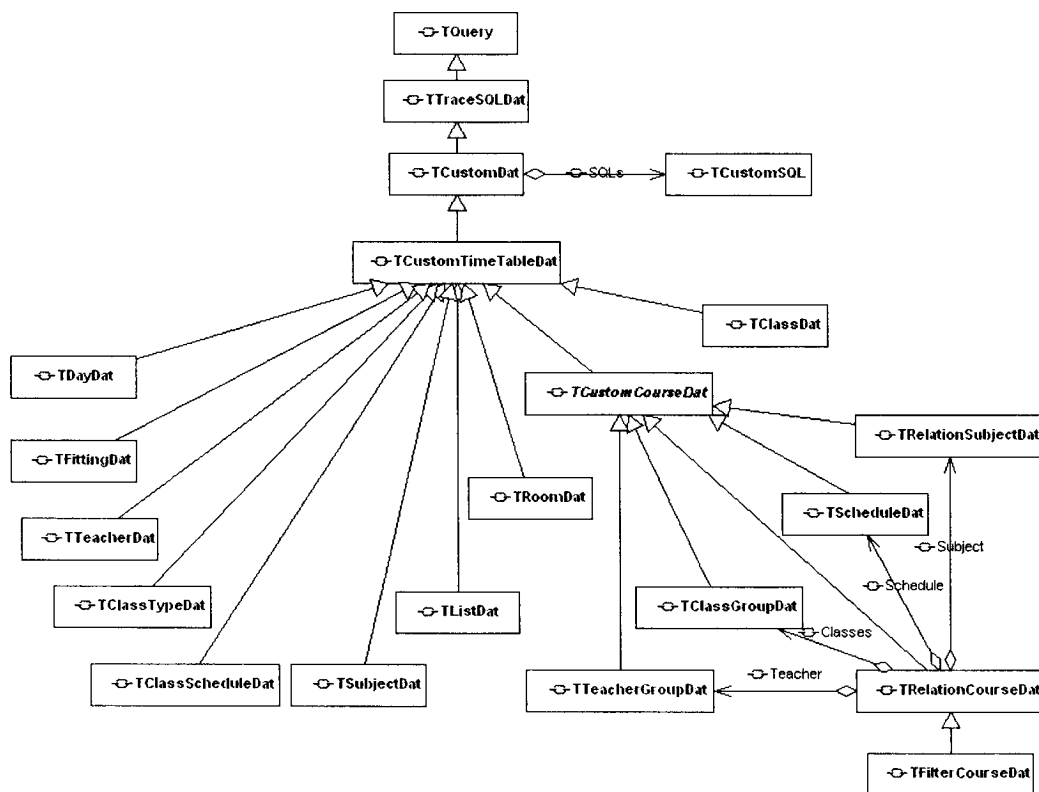 TQuery
TTraceSQLDat
TCustomDat
SQLs
TCustomSQL
TCustomTimeTableDat
TClassDat
TDayDat
TCustomCourseDat
TRelationSubjectDat
TFittingDat
TRoomDat
TScheduleDat
TTeacherDat
Subject
Schedule
TClassTypeDat
TListDat
TClassGroupDat
Classes
TClassScheduleDat
TSubjectDat
Teacher
TTeacherGroupDat
TRelationCourseDat
TFilterCourseDat